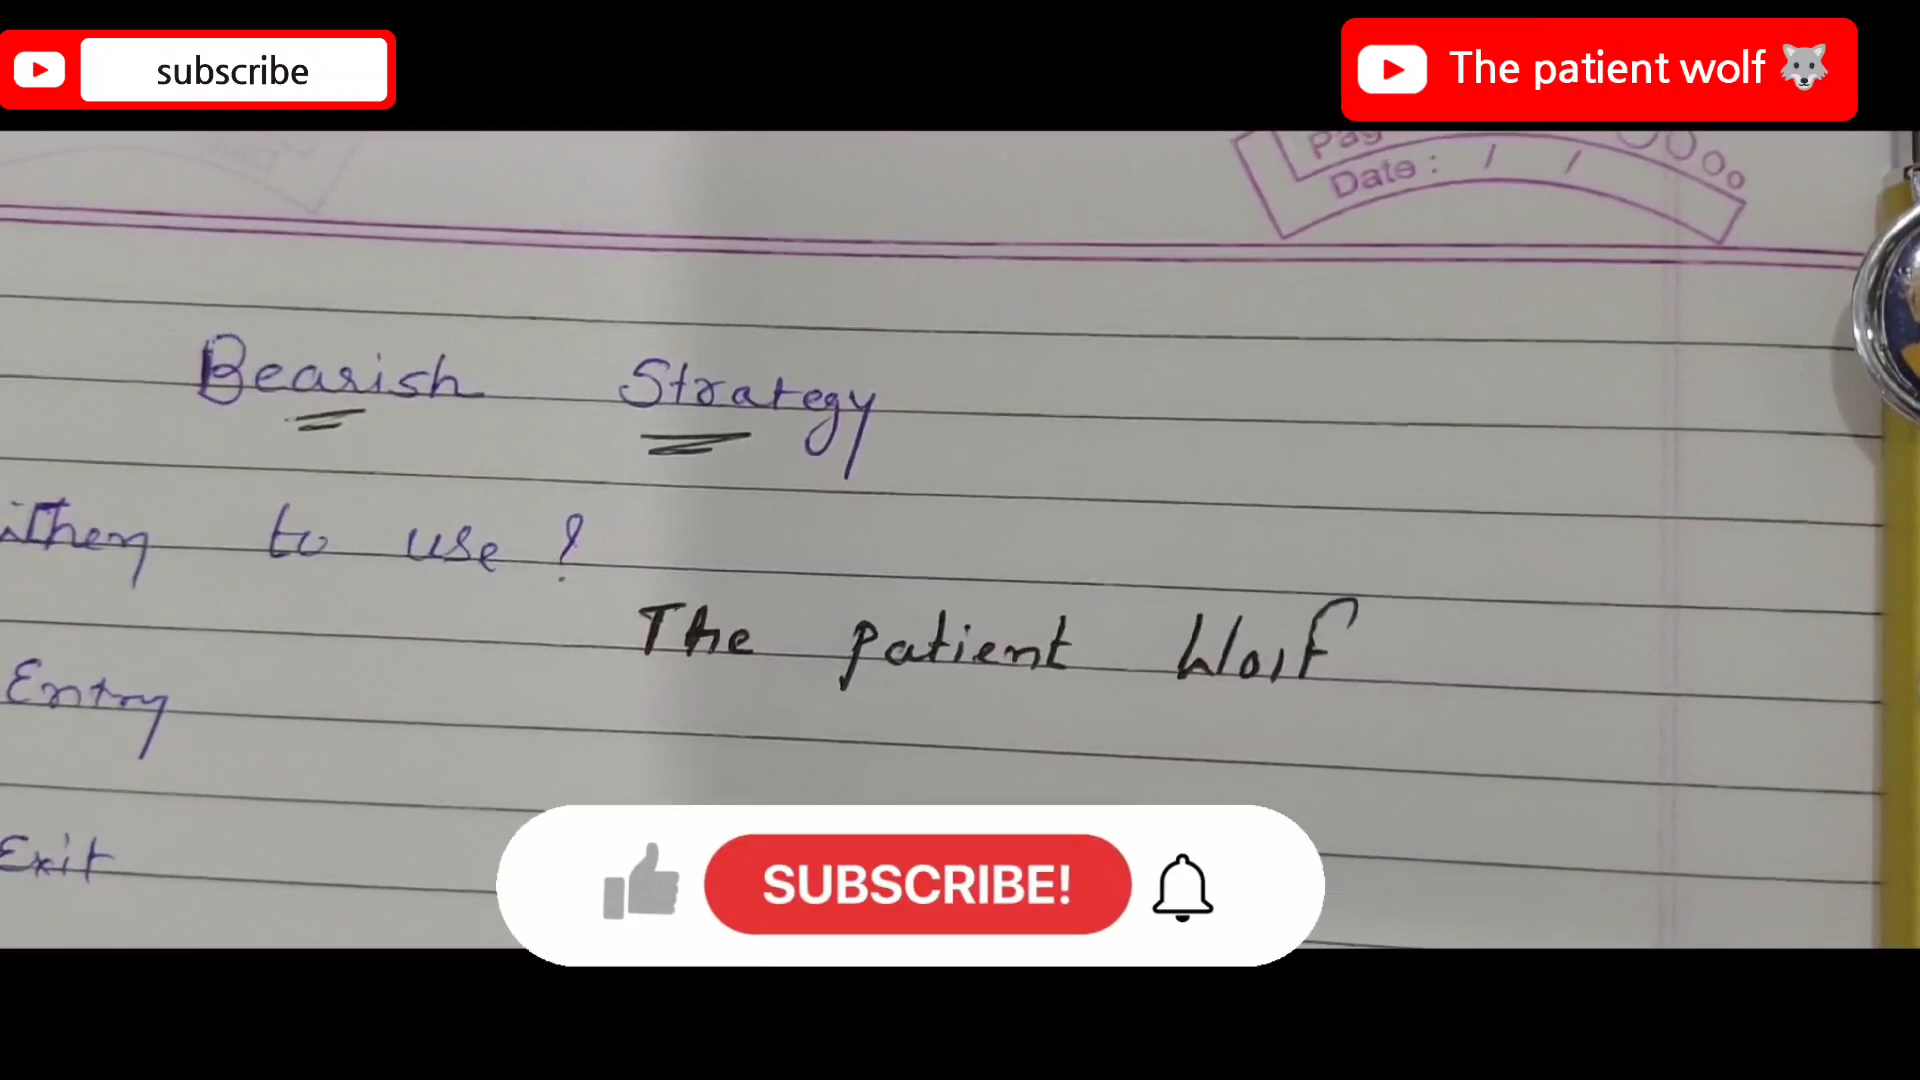 subscribe
The patient wolf
Date : / /
Bearish Strategy
When to use ?
The patient Wolf
Entry
Exit
SUBSCRIBE!